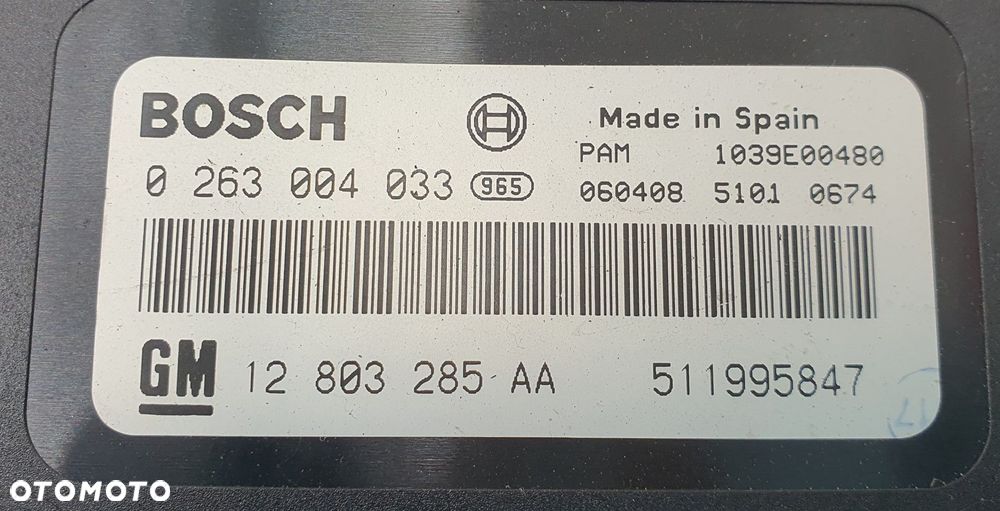 BOSCH
Made in Spain
PAM 1039E00480
0 263 004 033 965
060408 5101 0674
GM 12 803 285 AA 511995847
17
OTOMOTO